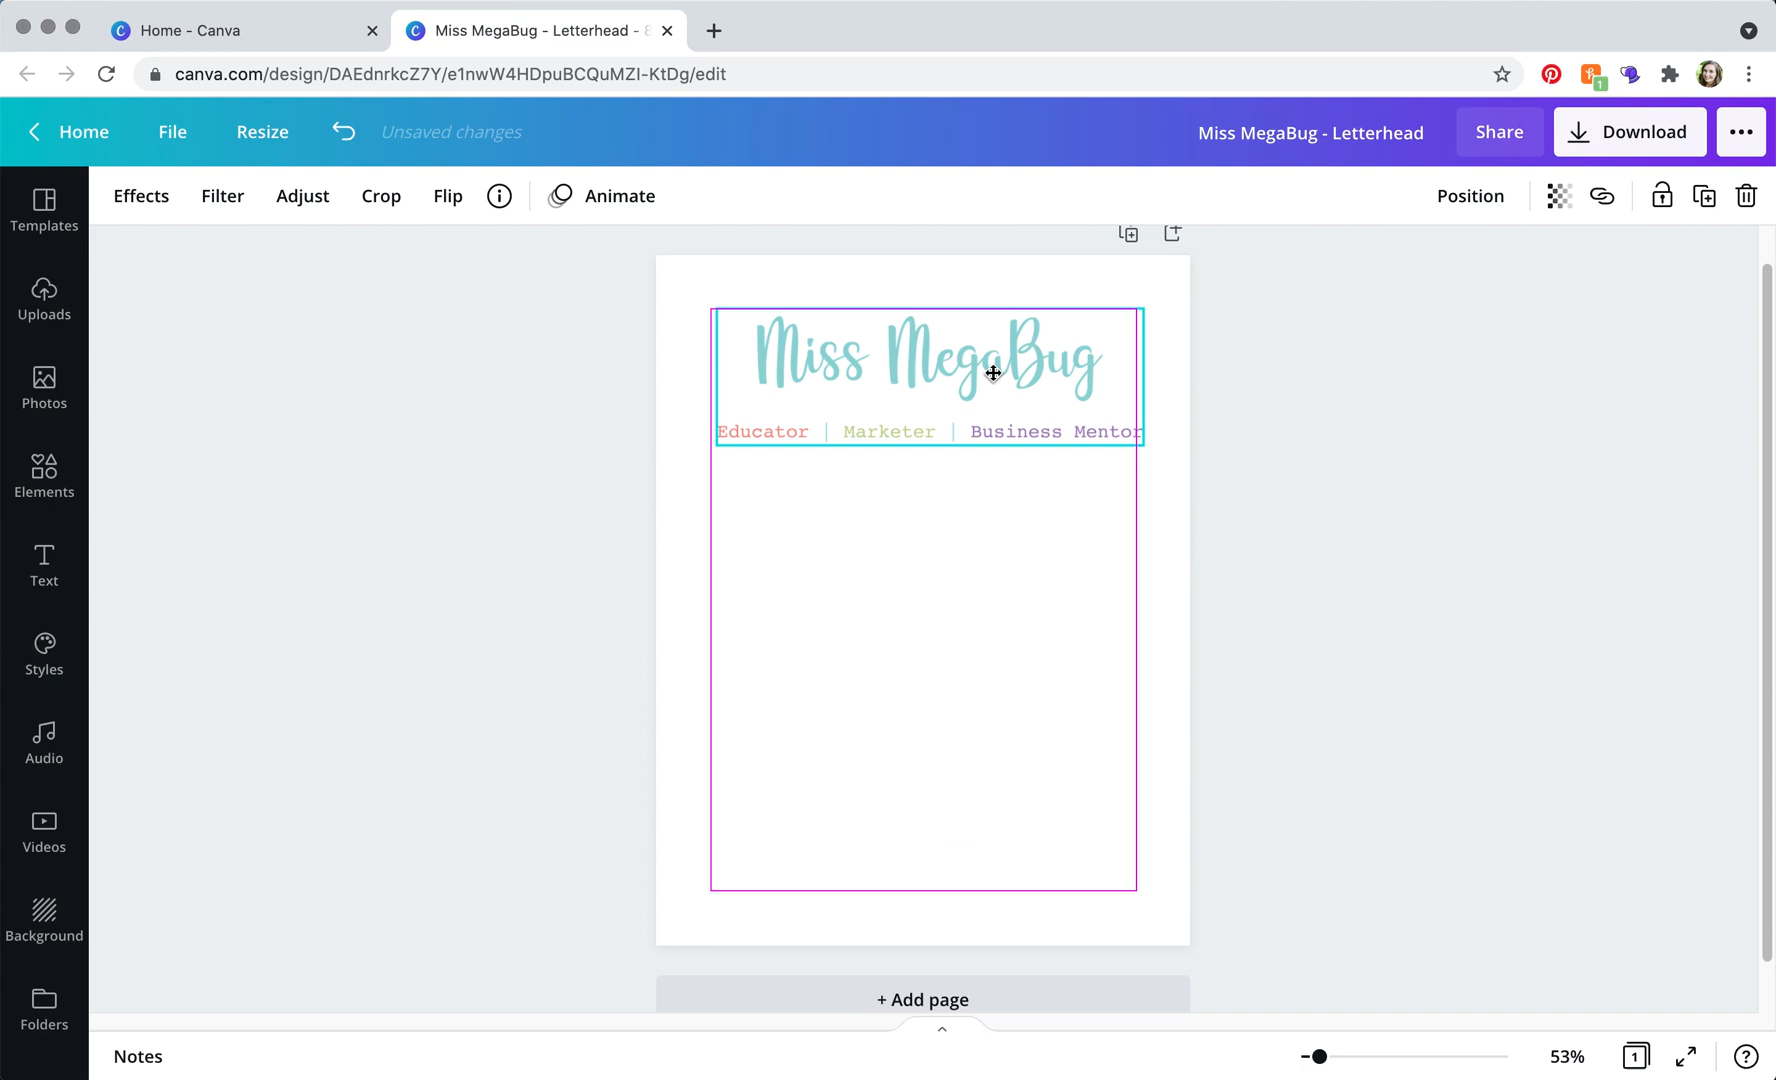 Home - Canva
Miss MegaBug - Letterhead - 8
canva.com/design/DAEdnrkcZ7Y/e1nwW4HDpuBCQuMZI-KtDg/edit
1
Home File Resize Unsaved changes Miss MegaBug - Letterhead Share Download
Effects Filter Adjust Crop Flip Animate Position
Templates
Uploads
Photos
Elements
Text
Styles
Audio
Videos
Background
Folders
Miss MegaBug
Educator | Marketer | Business Mentor
+ Add page
Notes 53% 1